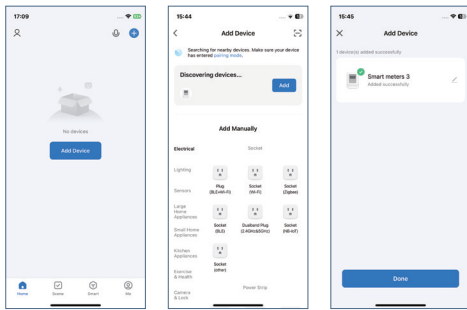 17:09
No devices
Add Device
Home
Scene
Smart
Me
15:44
Add Device
Searching for nearby devices. Make sure your device
has entered pairing mode.
Discovering devices...
Add
Add Manually
Electrical
Socket
Lighting
Plug
(BLE+Wi-Fi)
Socket
(Wi-Fi)
Socket
(Zigbee)
Sensors
Large
Home
Appliances
Socket
(BLE)
Dualband Plug
(2.4GHz&5GHz)
Socket
(NB-IoT)
Small Home
Appliances
Kitchen
Appliances
Socket
(other)
Exercise
& Health
Power Strip
Camera
& Lock
15:45
Add Device
1 device(s) added successfully
Smart meters 3
Added successfully
Done